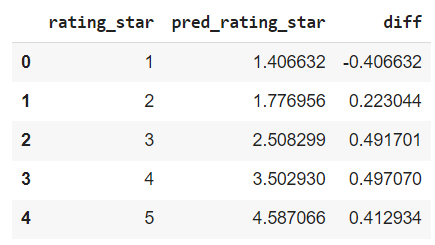 rating_star pred_rating_star diff
0 1 1.406632 -0.406632
1 2 1.776956 0.223044
2 3 2.508299 0.491701
3 4 3.502930 0.497070
4 5 4.587066 0.412934